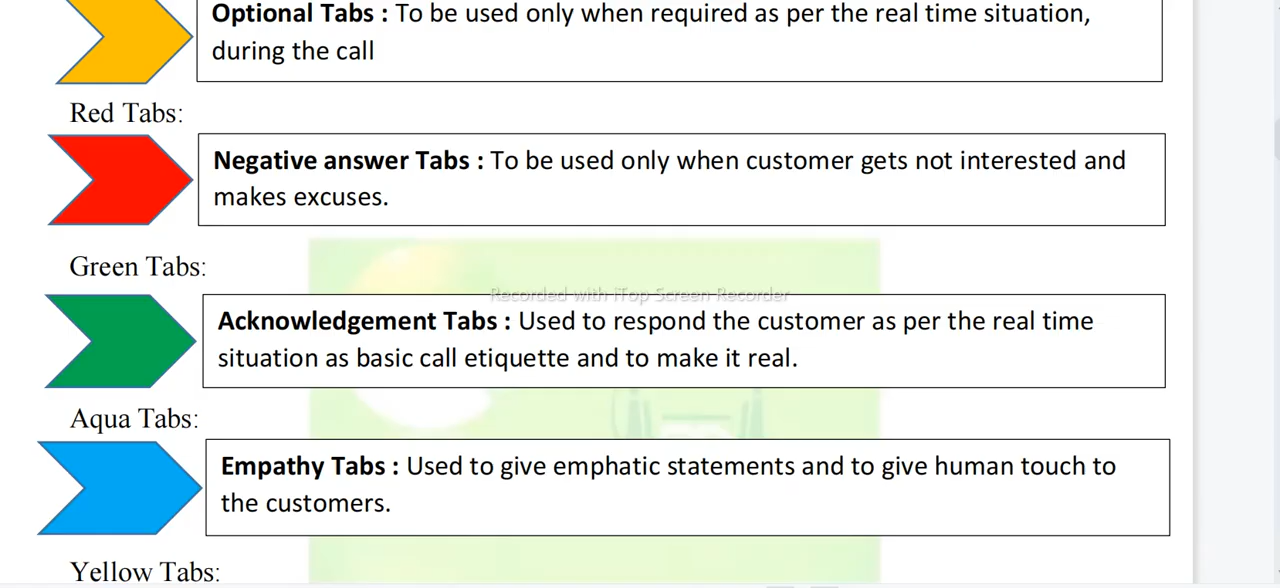 Optional Tabs : To be used only when required as per the real time situation,
during the call
Red Tabs:
Negative answer Tabs : To be used only when customer gets not interested and
makes excuses.
Green Tabs:
Recorded with iTop Screen Recorder
Acknowledgement Tabs : Used to respond the customer as per the real time
situation as basic call etiquette and to make it real.
Aqua Tabs:
Empathy Tabs : Used to give emphatic statements and to give human touch to
the customers.
Yellow Tabs: